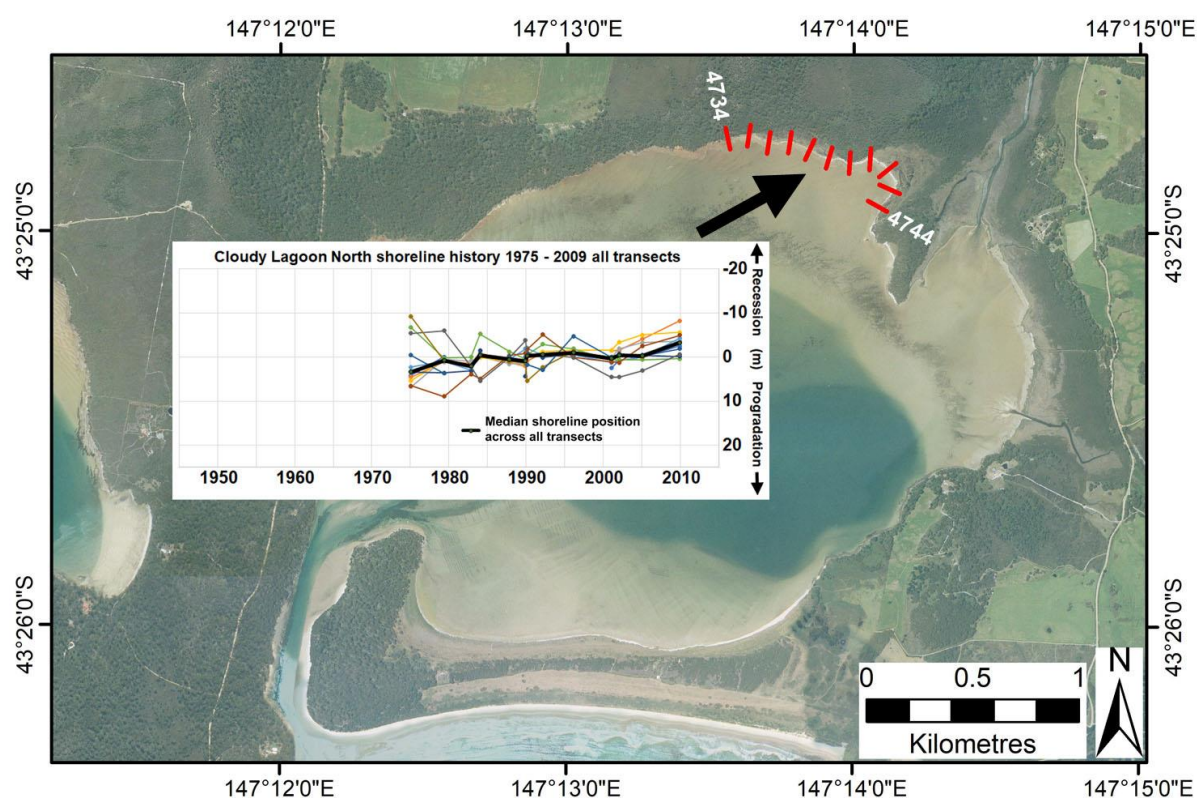 147°12'0"E 147°13'0"E 147°14'0"E 147°15'0"E
4734
43°25'0"S 43°25'0"S
4744
Cloudy Lagoon North shoreline history 1975 - 2009 all transects
-20
-10
0
10
20
Recession (m) Progradation
Median shoreline position
across all transects
1950 1960 1970 1980 1990 2000 2010
43°26'0"S 43°26'0"S
0 0.5 1
Kilometres
N
147°12'0"E 147°13'0"E 147°14'0"E 147°15'0"E